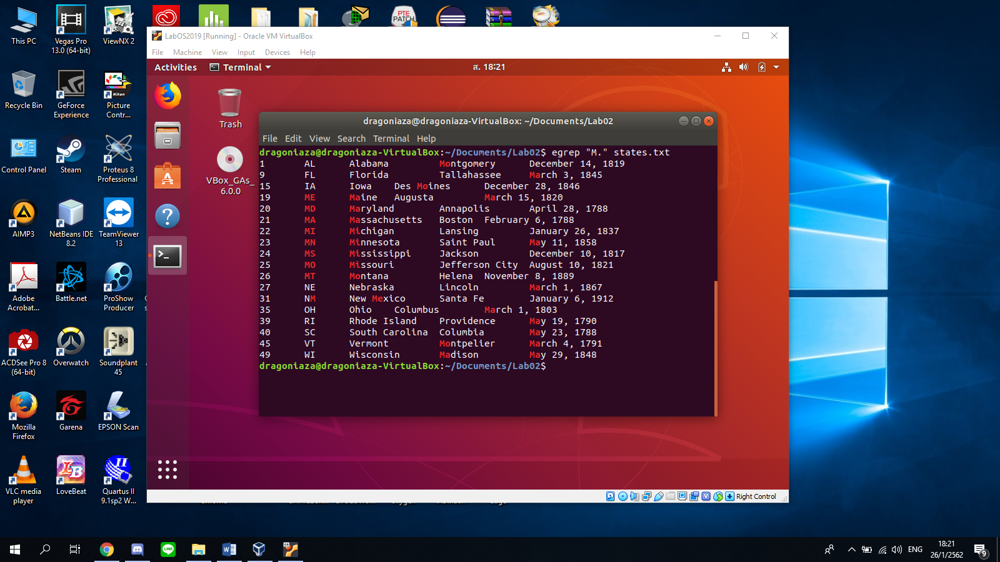 This PC
Vegas Pro
13.0 (64-bit)
ViewNX 2
PTE
PATCH
LabOS2019 [Running] - Oracle VM VirtualBox
File Machine View Input Devices Help
Activities
Terminal
ส. 18:21
Recycle Bin
GeForce
Experience
Nikon
Picture
Contr...
Trash
VBox_GAs_
6.0.0
Control Panel
Steam
Proteus 8
Professional
AIMP3
NetBeans IDE
8.2
TeamViewer
13
Adobe
Acrobat...
Battle.net
ProShow
Producer
ACDSee Pro 8
(64-bit)
Overwatch
Soundplant
45
Mozilla
Firefox
Garena
EPSON Scan
VLC media
player
LoveBeat
Quartus II
9.1sp2 W...
dragoniaza@dragoniaza-VirtualBox: ~/Documents/Lab02
File Edit View Search Terminal Help
dragoniaza@dragoniaza-VirtualBox:~/Documents/Lab02$ egrep "M." states.txt
1 AL Alabama Montgomery December 14, 1819
9 FL Florida Tallahassee March 3, 1845
15 IA Iowa Des Moines December 28, 1846
19 ME Maine Augusta March 15, 1820
20 MD Maryland Annapolis April 28, 1788
21 MA Massachusetts Boston February 6, 1788
22 MI Michigan Lansing January 26, 1837
23 MN Minnesota Saint Paul May 11, 1858
24 MS Mississippi Jackson December 10, 1817
25 MO Missouri Jefferson City August 10, 1821
26 MT Montana Helena November 8, 1889
27 NE Nebraska Lincoln March 1, 1867
31 NM New Mexico Santa Fe January 6, 1912
35 OH Ohio Columbus March 1, 1803
39 RI Rhode Island Providence May 19, 1790
40 SC South Carolina Columbia May 23, 1788
45 VT Vermont Montpelier March 4, 1791
49 WI Wisconsin Madison May 29, 1848
dragoniaza@dragoniaza-VirtualBox:~/Documents/Lab02$
Right Control
LINE
ENG
18:21
26/1/2562
9